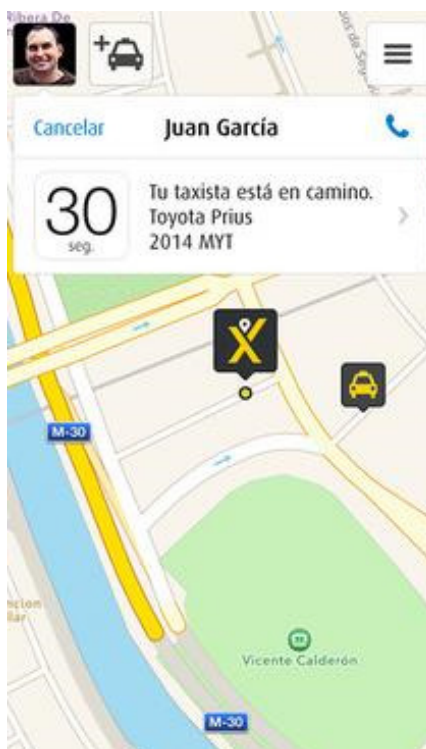 Ribera De
Cancelar
Juan García
30
seg.
Tu taxista está en camino.
Toyota Prius
2014 MYT
M-30
Vicente Calderón
M-30